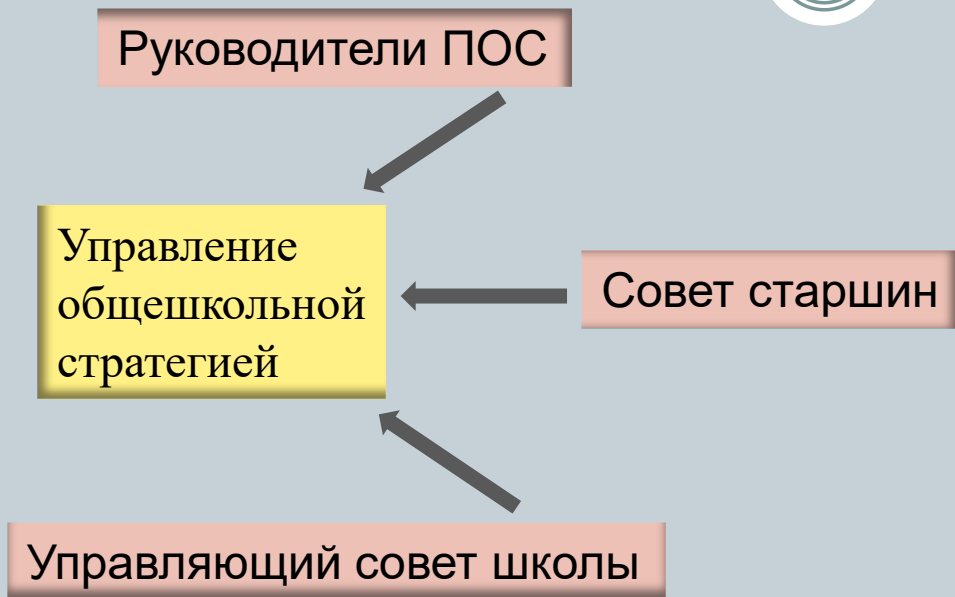 Руководители ПОС
Управление
общешкольной
стратегией
Совет старшин
Управляющий совет школы